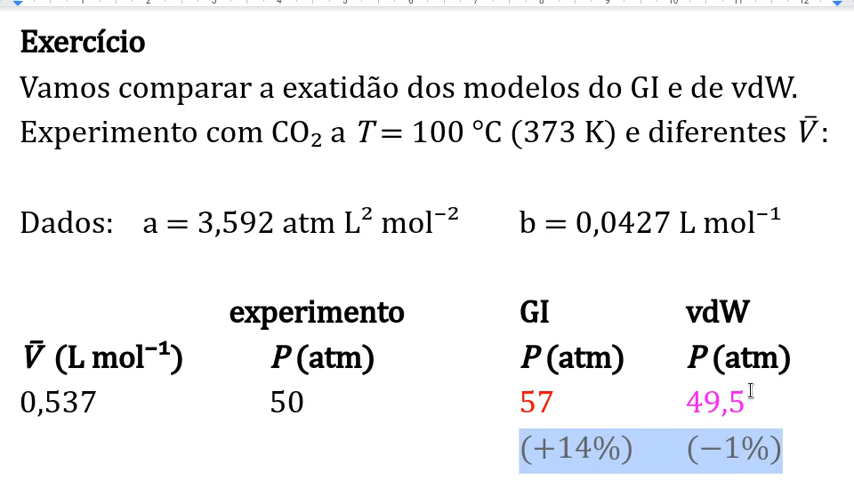 Exercício
Vamos comparar a exatidão dos modelos do GI e de vdW.
Experimento com CO₂ a T = 100 °C (373 K) e diferentes V̄:
Dados: a = 3,592 atm L² mol⁻² b = 0,0427 L mol⁻¹
experimento GI vdW
V̄ (L mol⁻¹) P (atm) P (atm) P (atm)
0,537 50 57 49,5
(+14%) (−1%)